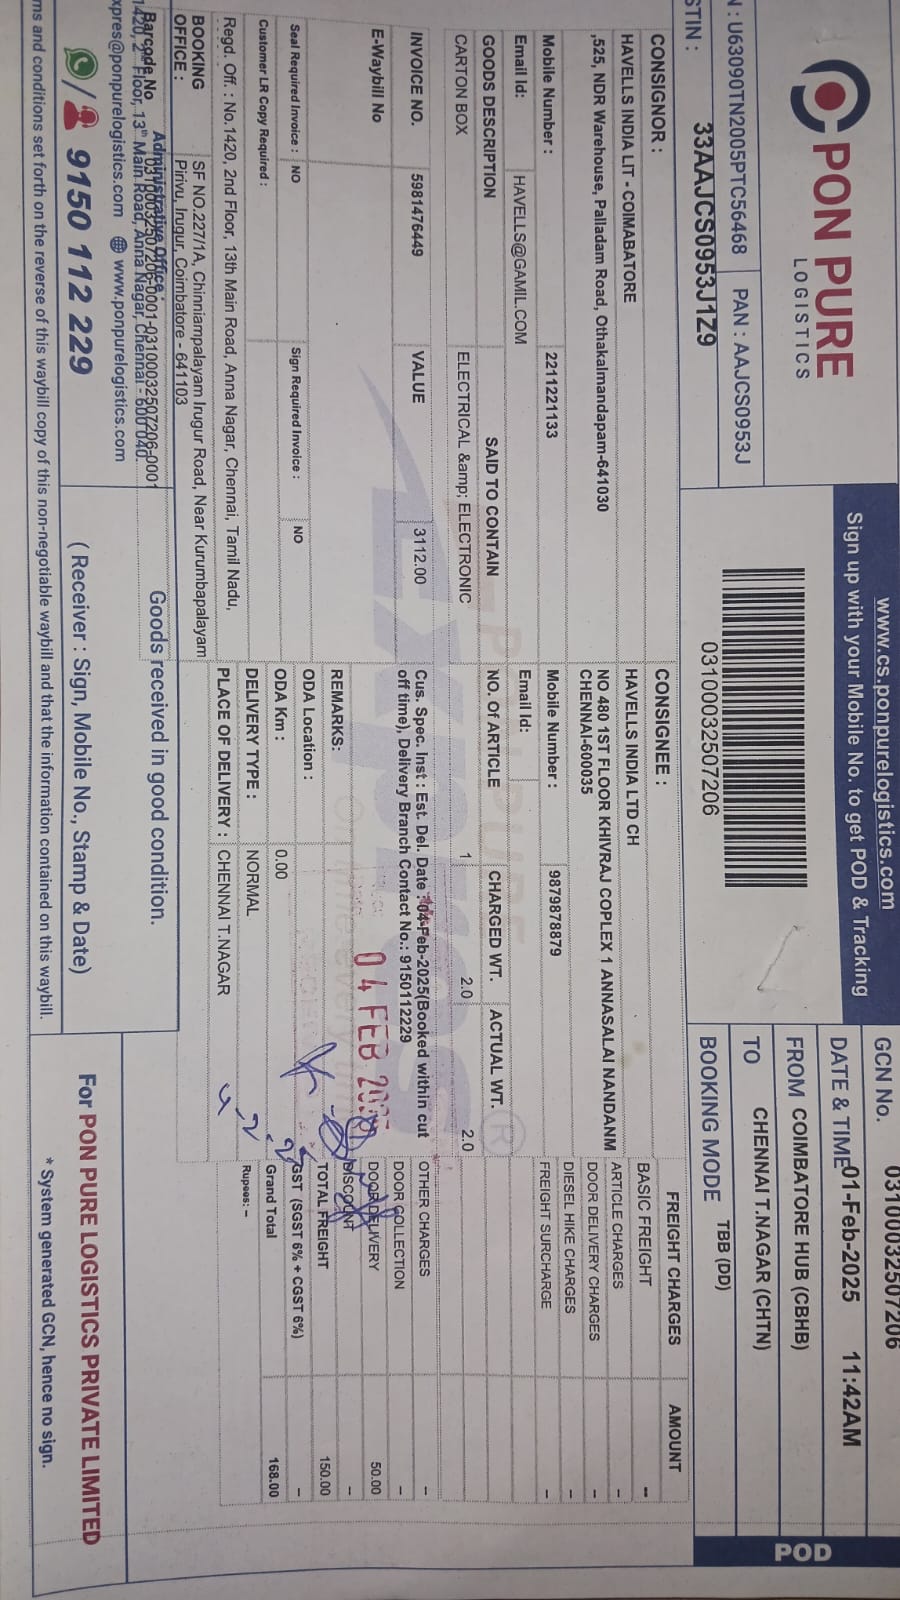 PON PURE
LOGISTICS
N : U63090TN2005PTC56468 PAN : AAJCS0953J
STIN : 33AAJCS0953J1Z9
www.cs.ponpurelogistics.com
Sign up with your Mobile No. to get POD & Tracking
03100032507206
GCN No. 03100032507206
DATE & TIME 01-Feb-2025 11:42AM
FROM COIMBATORE HUB (CBHB)
TO CHENNAI T.NAGAR (CHTN)
BOOKING MODE TBB (DD)
POD
CONSIGNOR :
HAVELLS INDIA LIT - COIMABATORE
,525, NDR Warehouse, Palladam Road, Othakalmandapam-641030
Mobile Number : 2211221133
Email Id: HAVELLS@GAMIL.COM
CONSIGNEE :
HAVELLS INDIA LTD CH
NO 480 1ST FLOOR KHIVRAJ COPLEX 1 ANNASALAI NANDANM
CHENNAI-600035
Mobile Number : 9879878879
Email Id:
GOODS DESCRIPTION SAID TO CONTAIN NO. Of ARTICLE CHARGED WT. ACTUAL WT.
CARTON BOX ELECTRICAL &amp; ELECTRONIC 1 2.0 2.0
INVOICE NO. 5981476449 VALUE 3112.00
E-Waybill No
Cus. Spec. Inst : Est. Del. Date : 04-Feb-2025(Booked within cut
off time), Delivery Branch Contact No.: 9150112229
04 FEB 202
REMARKS:
Seal Required Invoice : NO Sign Required Invoice : NO
Customer LR Copy Required :
ODA Location :
ODA Km : 0.00
DELIVERY TYPE : NORMAL
PLACE OF DELIVERY : CHENNAI T.NAGAR
FREIGHT CHARGES AMOUNT
BASIC FREIGHT –
ARTICLE CHARGES –
DOOR DELIVERY CHARGES –
DIESEL HIKE CHARGES –
FREIGHT SURCHARGE –
OTHER CHARGES –
DOOR COLLECTION –
DOOR DELIVERY 50.00
DISCOUNT –
TOTAL FREIGHT 150.00
GST (SGST 6% + CGST 6%) –
Grand Total 168.00
Rupees: –
Regd. Off. : No.1420, 2nd Floor, 13th Main Road, Anna Nagar, Chennai, Tamil Nadu,
BOOKING OFFICE : SF NO.227/1A, Chinniampalayam Irugur Road, Near Kurumbapalayam
Pirivu, Irugur, Coimbatore - 641103
Barcode No 03100032507206-0001-03100032507206-0001
Administrative Office :
1420, 2nd Floor, 13th Main Road, Anna Nagar, Chennai - 600 040.
xpres@ponpurelogistics.com www.ponpurelogistics.com
9150 112 229
Goods received in good condition.
( Receiver : Sign, Mobile No., Stamp & Date)
For PON PURE LOGISTICS PRIVATE LIMITED
* System generated GCN, hence no sign.
ms and conditions set forth on the reverse of this waybill copy of this non-negotiable waybill and that the information contained on this waybill.